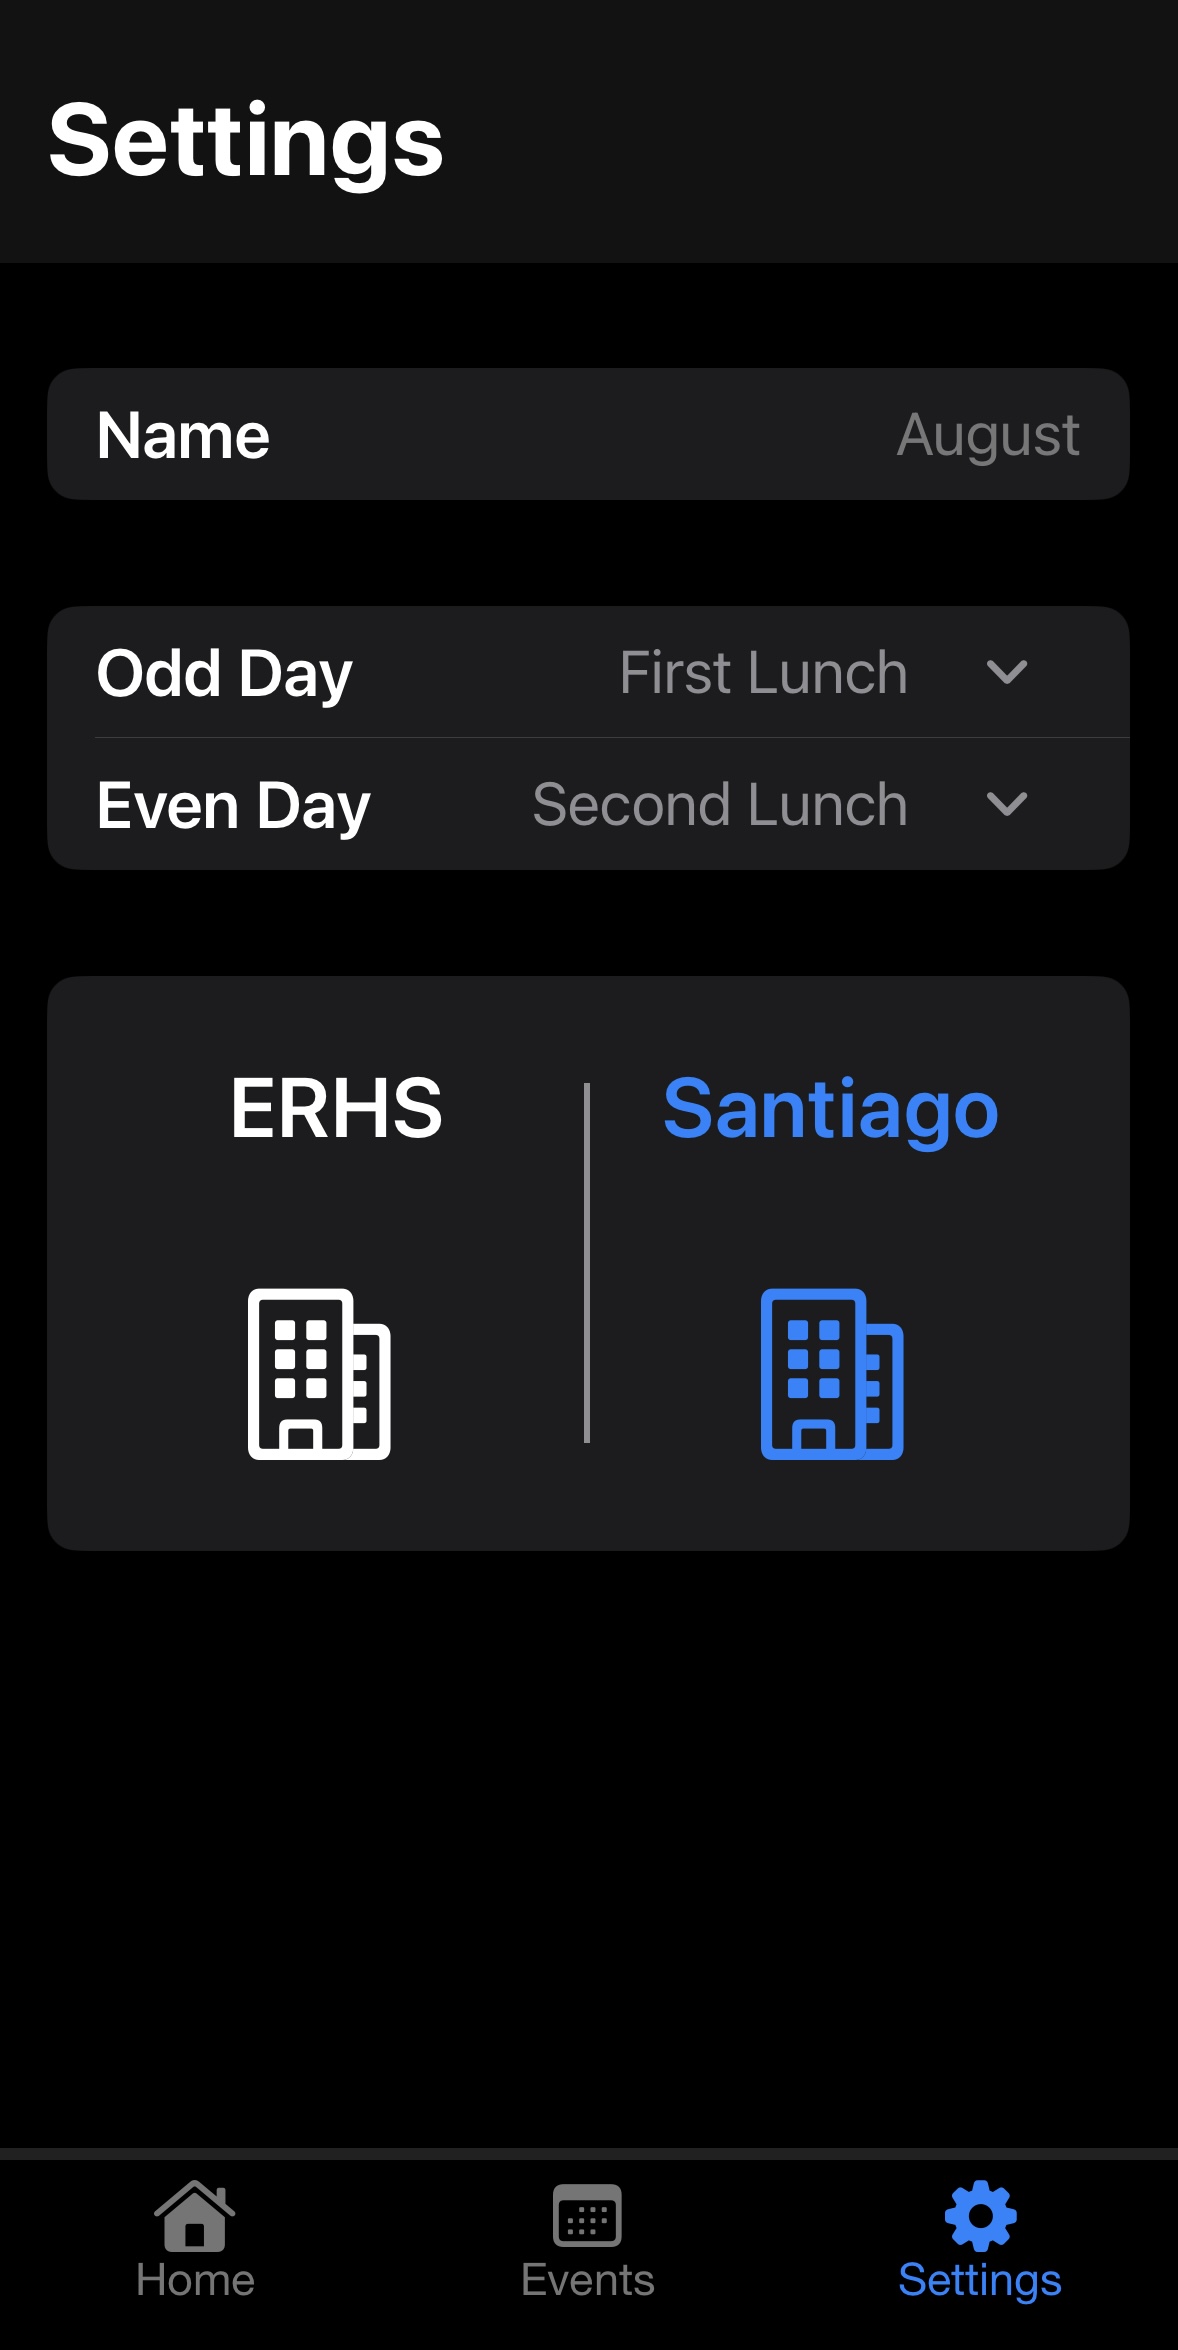 Settings
Name August
Odd Day First Lunch
Even Day Second Lunch
ERHS Santiago
Home Events Settings